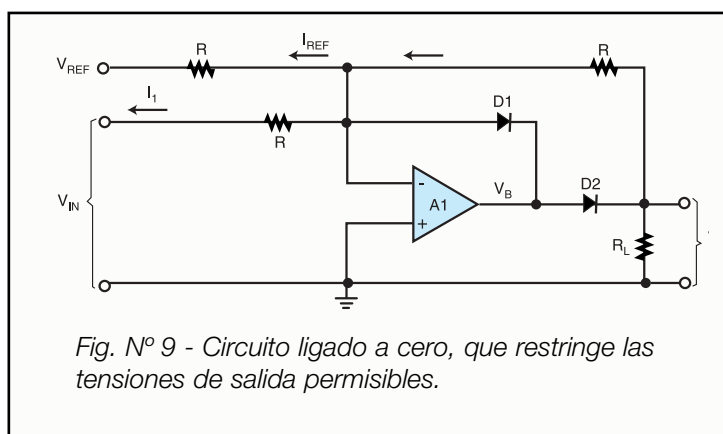 R
I_REF
R
V_REF
I_1
D1
R
V_IN
-
A1
+
V_B
D2
R_L
Fig. Nº 9 - Circuito ligado a cero, que restringe las
tensiones de salida permisibles.